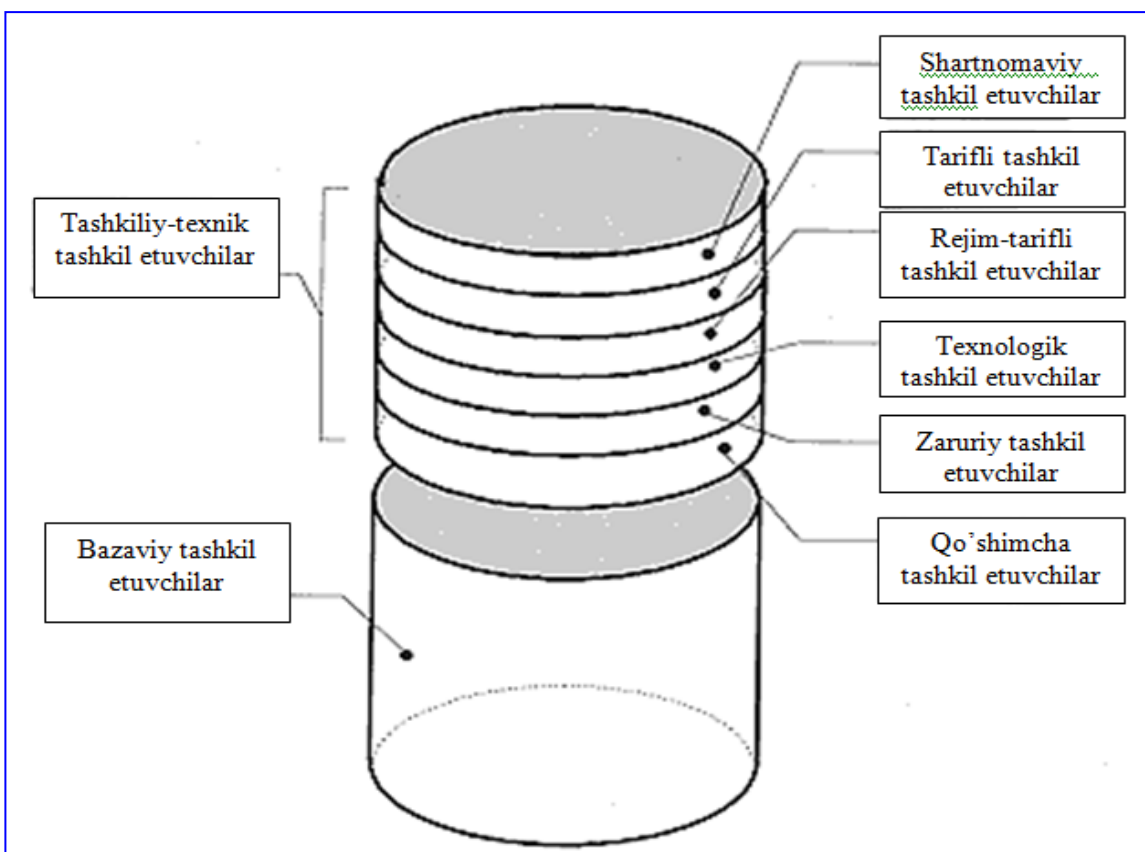 Shartnomaviy
tashkil etuvchilar
Tarifli tashkil
etuvchilar
Tashkiliy-texnik
tashkil etuvchilar
Rejim-tarifli
tashkil etuvchilar
Texnologik
tashkil etuvchilar
Zaruriy tashkil
etuvchilar
Bazaviy tashkil
etuvchilar
Qo’shimcha
tashkil etuvchilar